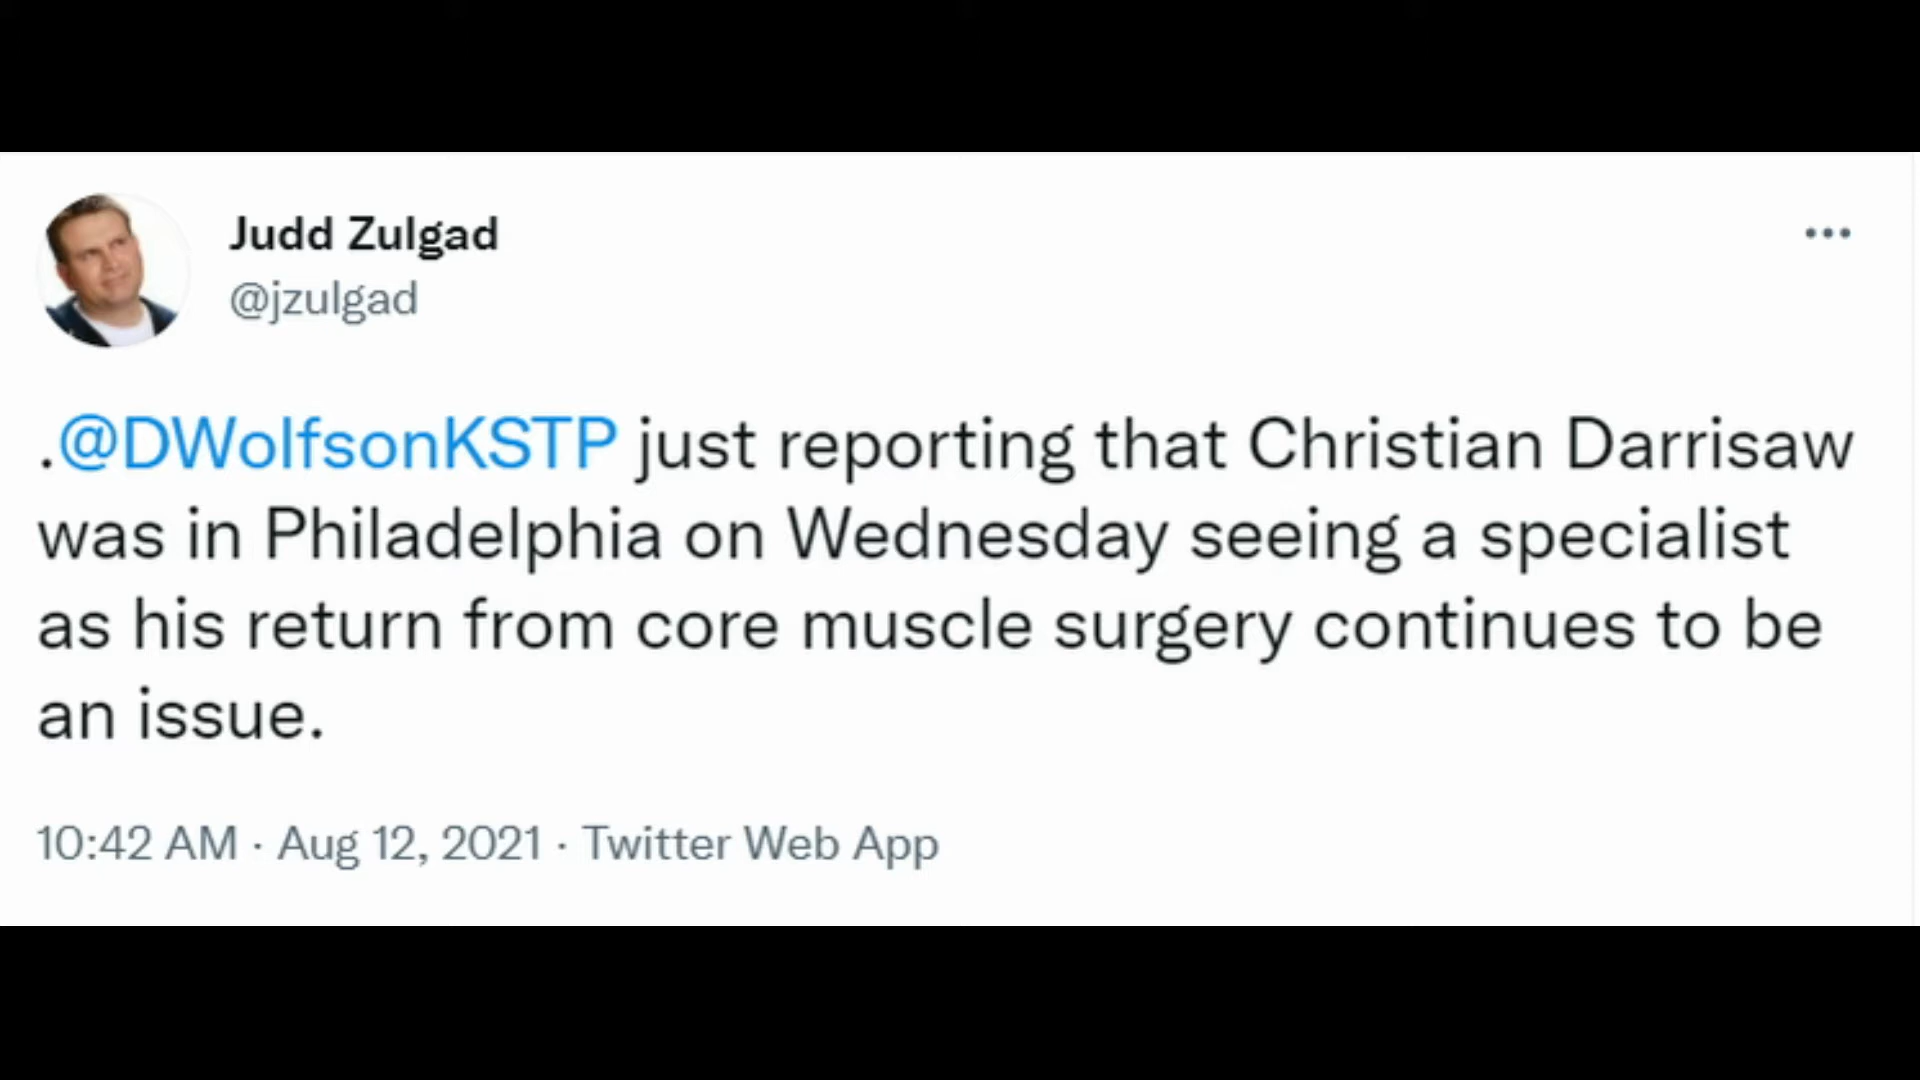 Judd Zulgad
@jzulgad
.@DWolfsonKSTP just reporting that Christian Darrisaw
was in Philadelphia on Wednesday seeing a specialist
as his return from core muscle surgery continues to be
an issue.
10:42 AM · Aug 12, 2021 · Twitter Web App